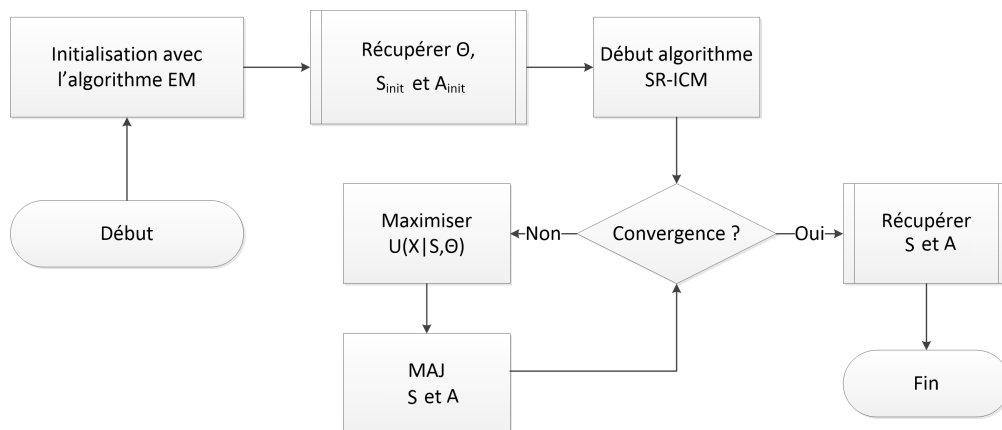 Initialisation avec
l'algorithme EM
Récupérer Θ,
Sinit et Ainit
Début algorithme
SR-ICM
Début
Maximiser
U(X|S,Θ)
Non
Convergence ?
Oui
Récupérer
S et A
MAJ
S et A
Fin